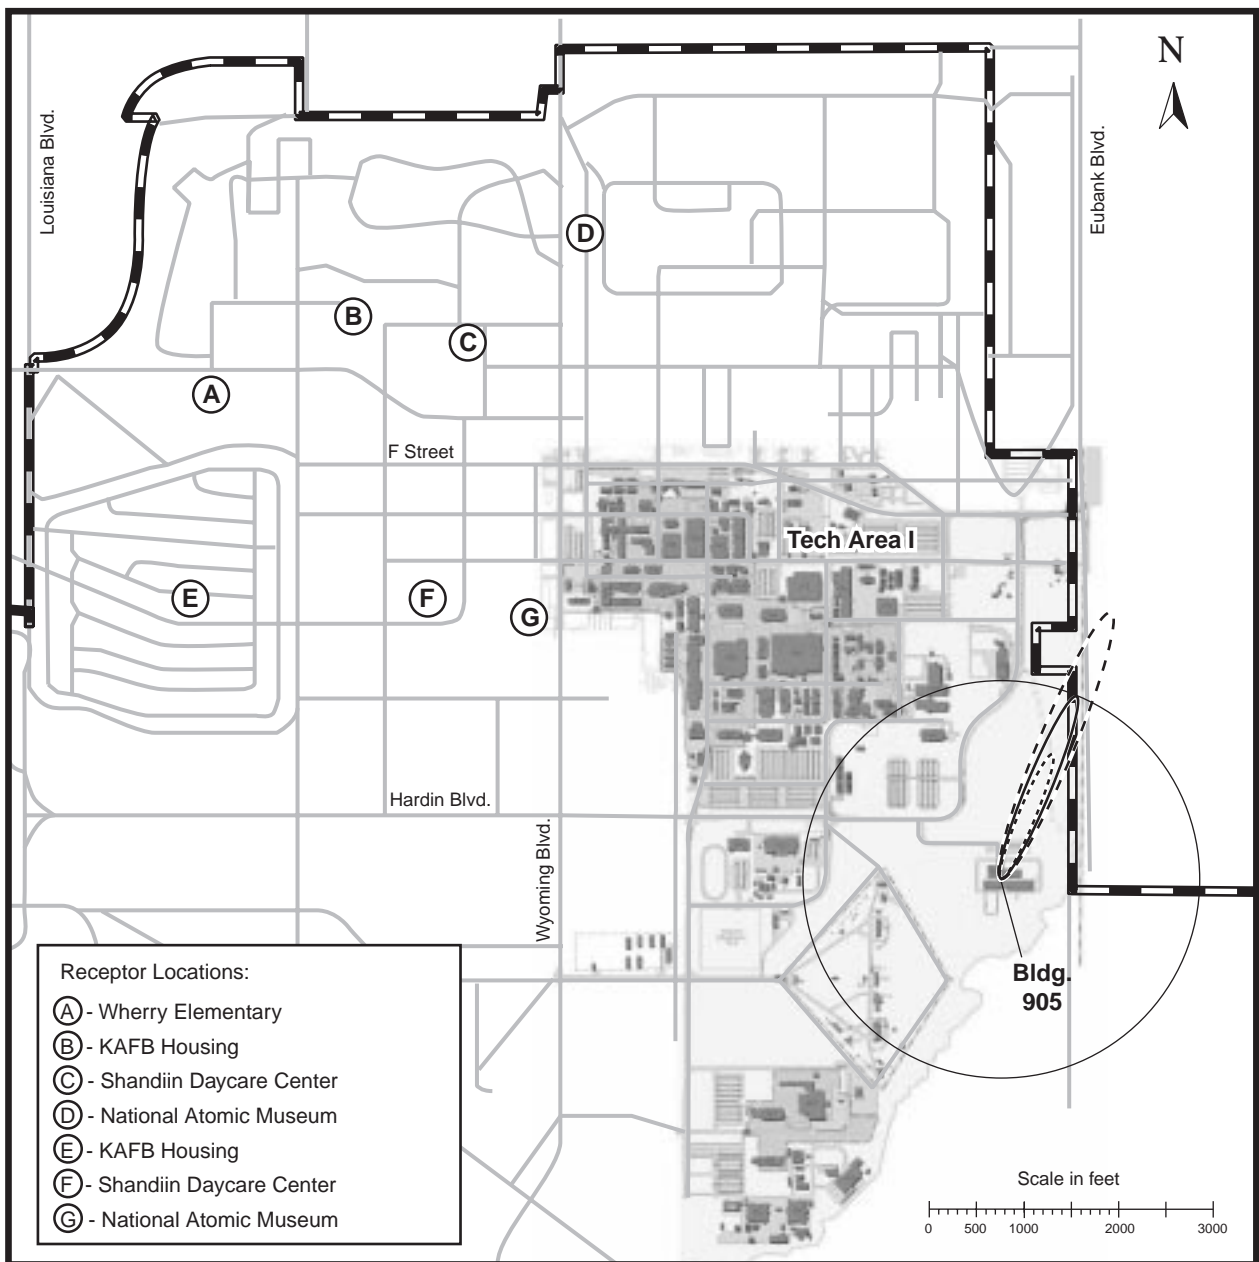 N
Louisiana Blvd.
Eubank Blvd.
D
B
C
A
F Street
Tech Area I
E
F
G
Hardin Blvd.
Wyoming Blvd.
Bldg.
905
Receptor Locations:
A - Wherry Elementary
B - KAFB Housing
C - Shandiin Daycare Center
D - National Atomic Museum
E - KAFB Housing
F - Shandiin Daycare Center
G - National Atomic Museum
Scale in feet
0 500 1000 2000 3000